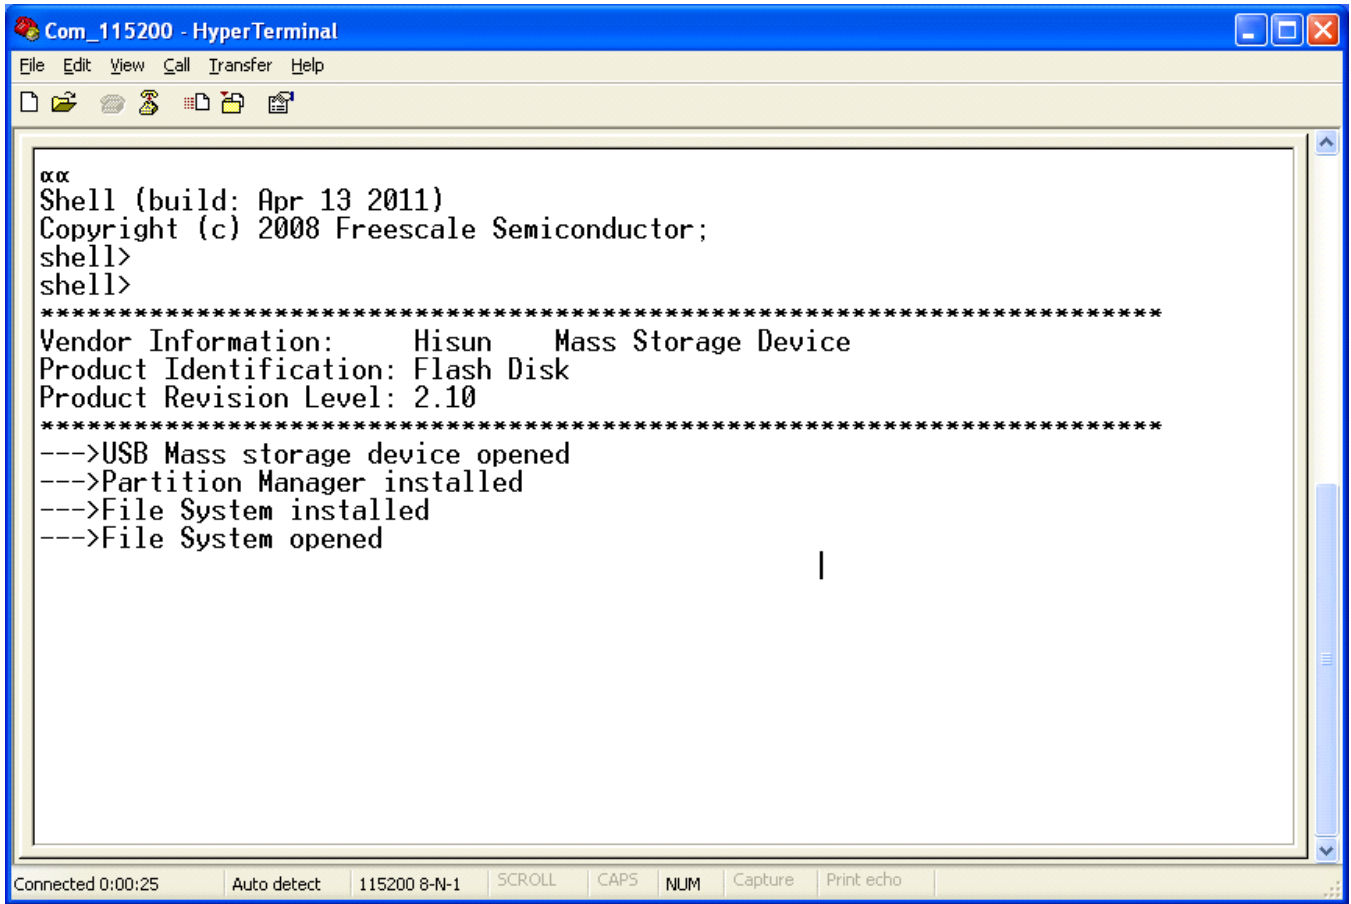 Com_115200 - HyperTerminal
File Edit View Call Transfer Help
αα
Shell (build: Apr 13 2011)
Copyright (c) 2008 Freescale Semiconductor;
shell>
shell>
************************************************************************
Vendor Information:     Hisun    Mass Storage Device
Product Identification: Flash Disk
Product Revision Level: 2.10
************************************************************************
--->USB Mass storage device opened
--->Partition Manager installed
--->File System installed
--->File System opened
Connected 0:00:25 Auto detect 115200 8-N-1 SCROLL CAPS NUM Capture Print echo